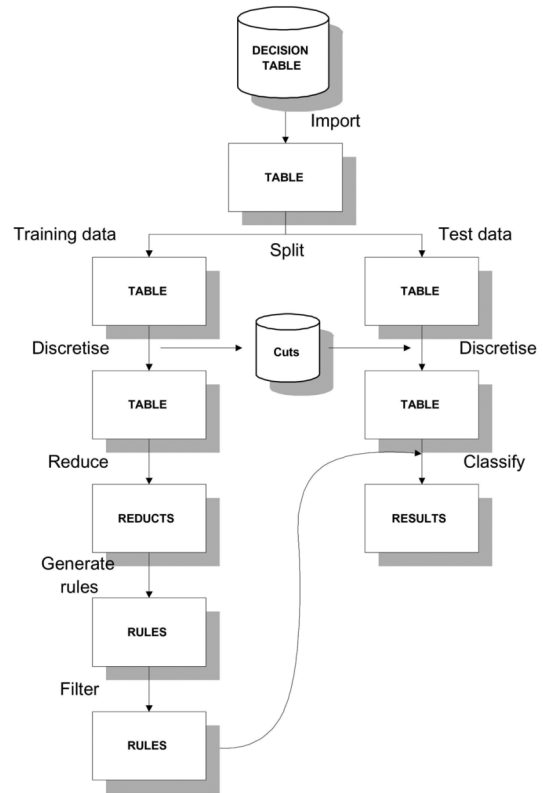 DECISION
TABLE
Import
TABLE
Training data
Split
Test data
TABLE
TABLE
Discretise
Cuts
Discretise
TABLE
TABLE
Reduce
Classify
REDUCTS
RESULTS
Generate
rules
RULES
Filter
RULES